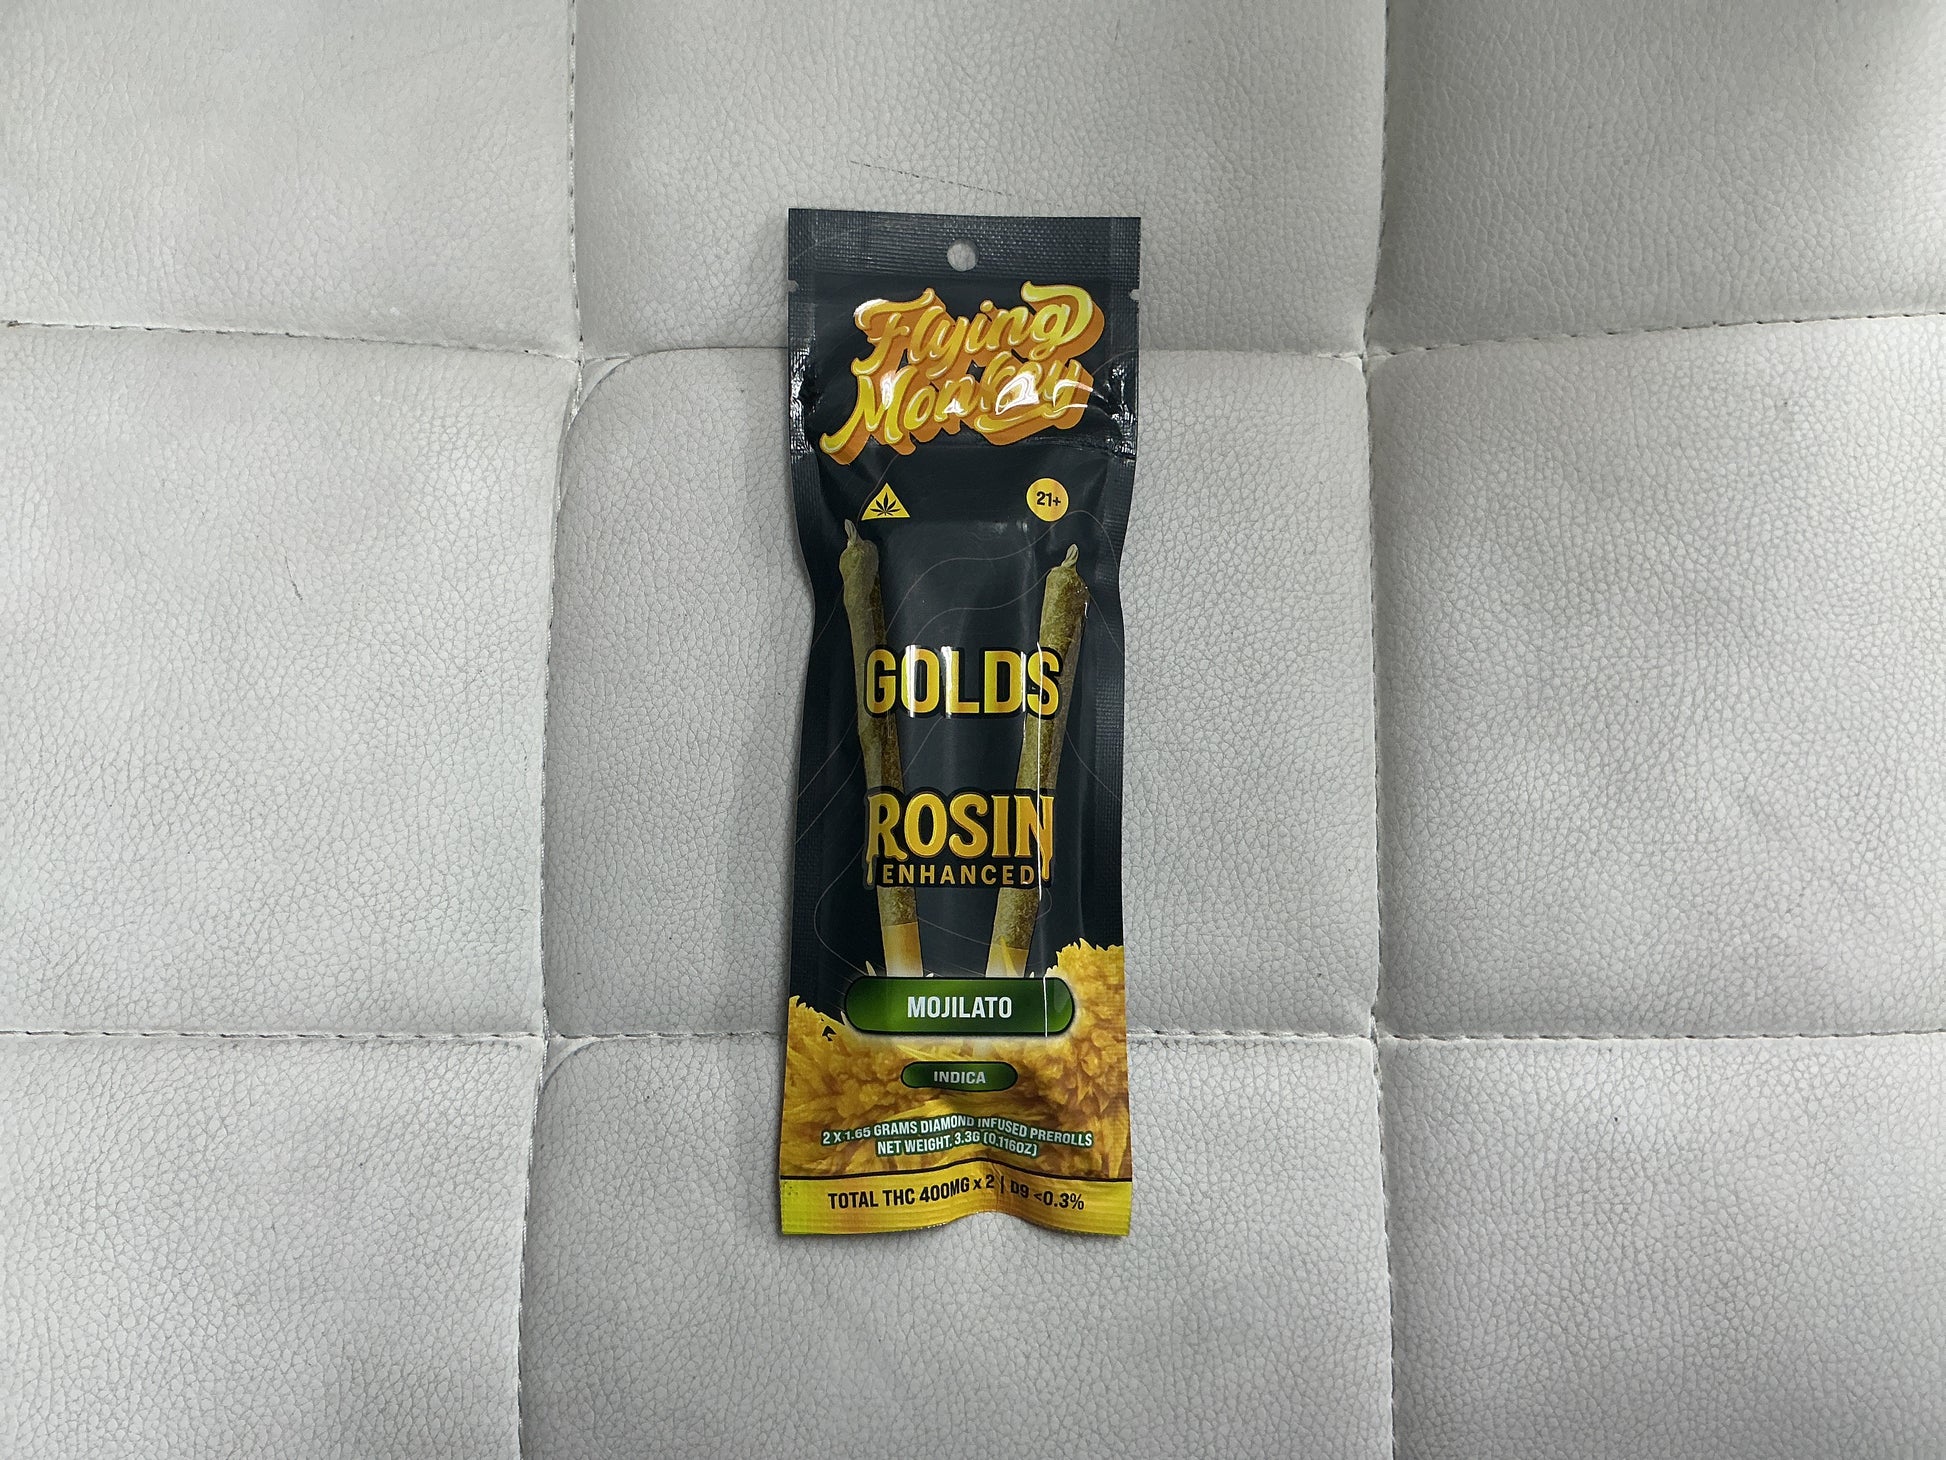 Flying
Monkey
21+
GOLDS
ROSIN
ENHANCED
MOJILATO
INDICA
2 X 1.65 GRAMS DIAMOND INFUSED PREROLLS
NET WEIGHT. 3.3G (0.116OZ)
TOTAL THC 400MG x 2 | D9 <0.3%